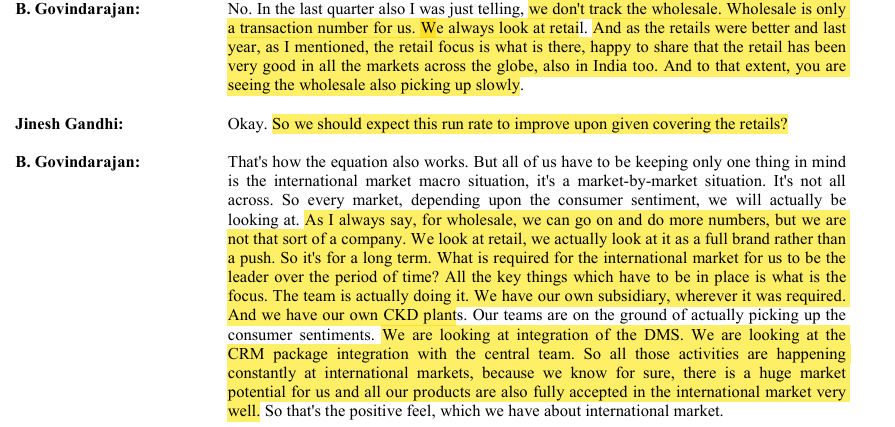 B. Govindarajan: No. In the last quarter also I was just telling, we don't track the wholesale. Wholesale is only
a transaction number for us. We always look at retail. And as the retails were better and last
year, as I mentioned, the retail focus is what is there, happy to share that the retail has been
very good in all the markets across the globe, also in India too. And to that extent, you are
seeing the wholesale also picking up slowly.
Jinesh Gandhi: Okay. So we should expect this run rate to improve upon given covering the retails?
B. Govindarajan: That's how the equation also works. But all of us have to be keeping only one thing in mind
is the international market macro situation, it's a market-by-market situation. It's not all
across. So every market, depending upon the consumer sentiment, we will actually be
looking at. As I always say, for wholesale, we can go on and do more numbers, but we are
not that sort of a company. We look at retail, we actually look at it as a full brand rather than
a push. So it's for a long term. What is required for the international market for us to be the
leader over the period of time? All the key things which have to be in place is what is the
focus. The team is actually doing it. We have our own subsidiary, wherever it was required.
And we have our own CKD plants. Our teams are on the ground of actually picking up the
consumer sentiments. We are looking at integration of the DMS. We are looking at the
CRM package integration with the central team. So all those activities are happening
constantly at international markets, because we know for sure, there is a huge market
potential for us and all our products are also fully accepted in the international market very
well. So that's the positive feel, which we have about international market.